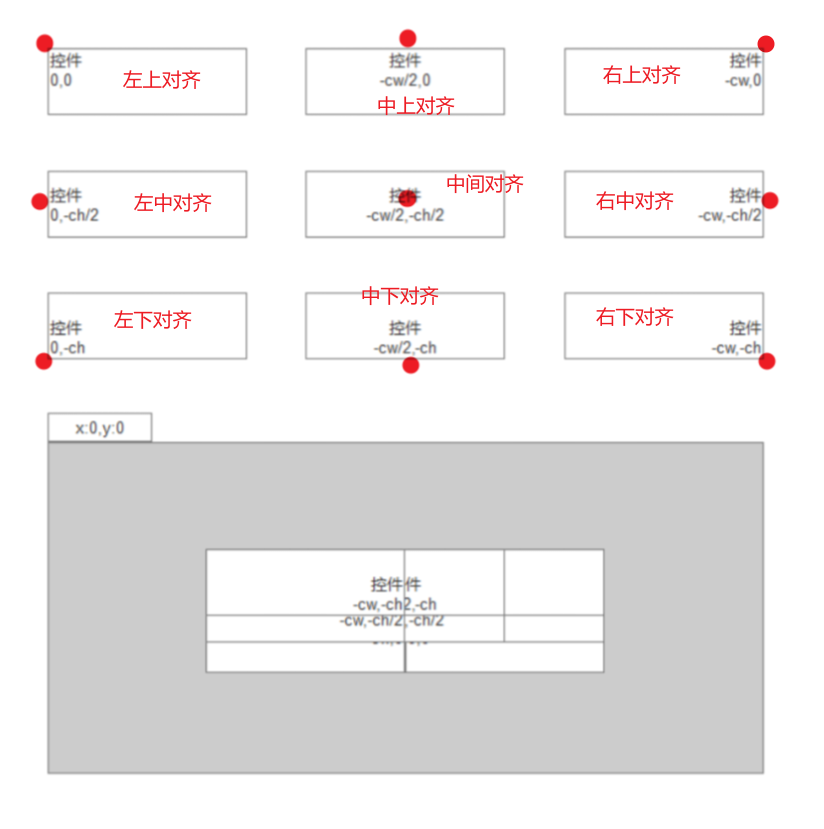 控件
0,0
左上对齐
控件
-cw/2,0
中上对齐
控件
-cw,0
右上对齐
控件
0,-ch/2
左中对齐
控件
-cw/2,-ch/2
中间对齐
控件
-cw,-ch/2
右中对齐
控件
0,-ch
左下对齐
中下对齐
控件
-cw/2,-ch
右下对齐
控件
-cw,-ch
x:0,y:0
控件件
-cw,-ch2,-ch
-cw,-ch/2,-ch/2